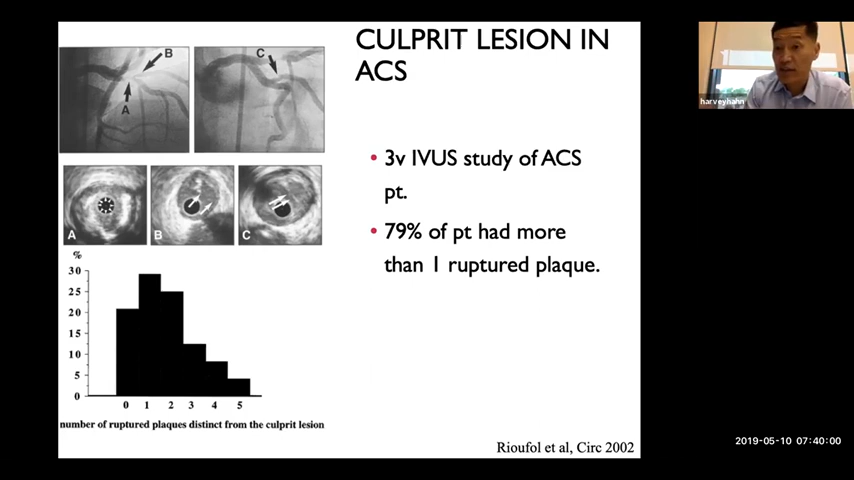 CULPRIT LESION IN
ACS
B
A
C
A
B
C
• 3v IVUS study of ACS
pt.
• 79% of pt had more
than 1 ruptured plaque.
%
30
25
20
15
10
5
0
0 1 2 3 4 5
number of ruptured plaques distinct from the culprit lesion
Rioufol et al, Circ 2002
harveyhahn
2019-05-10 07:40:00